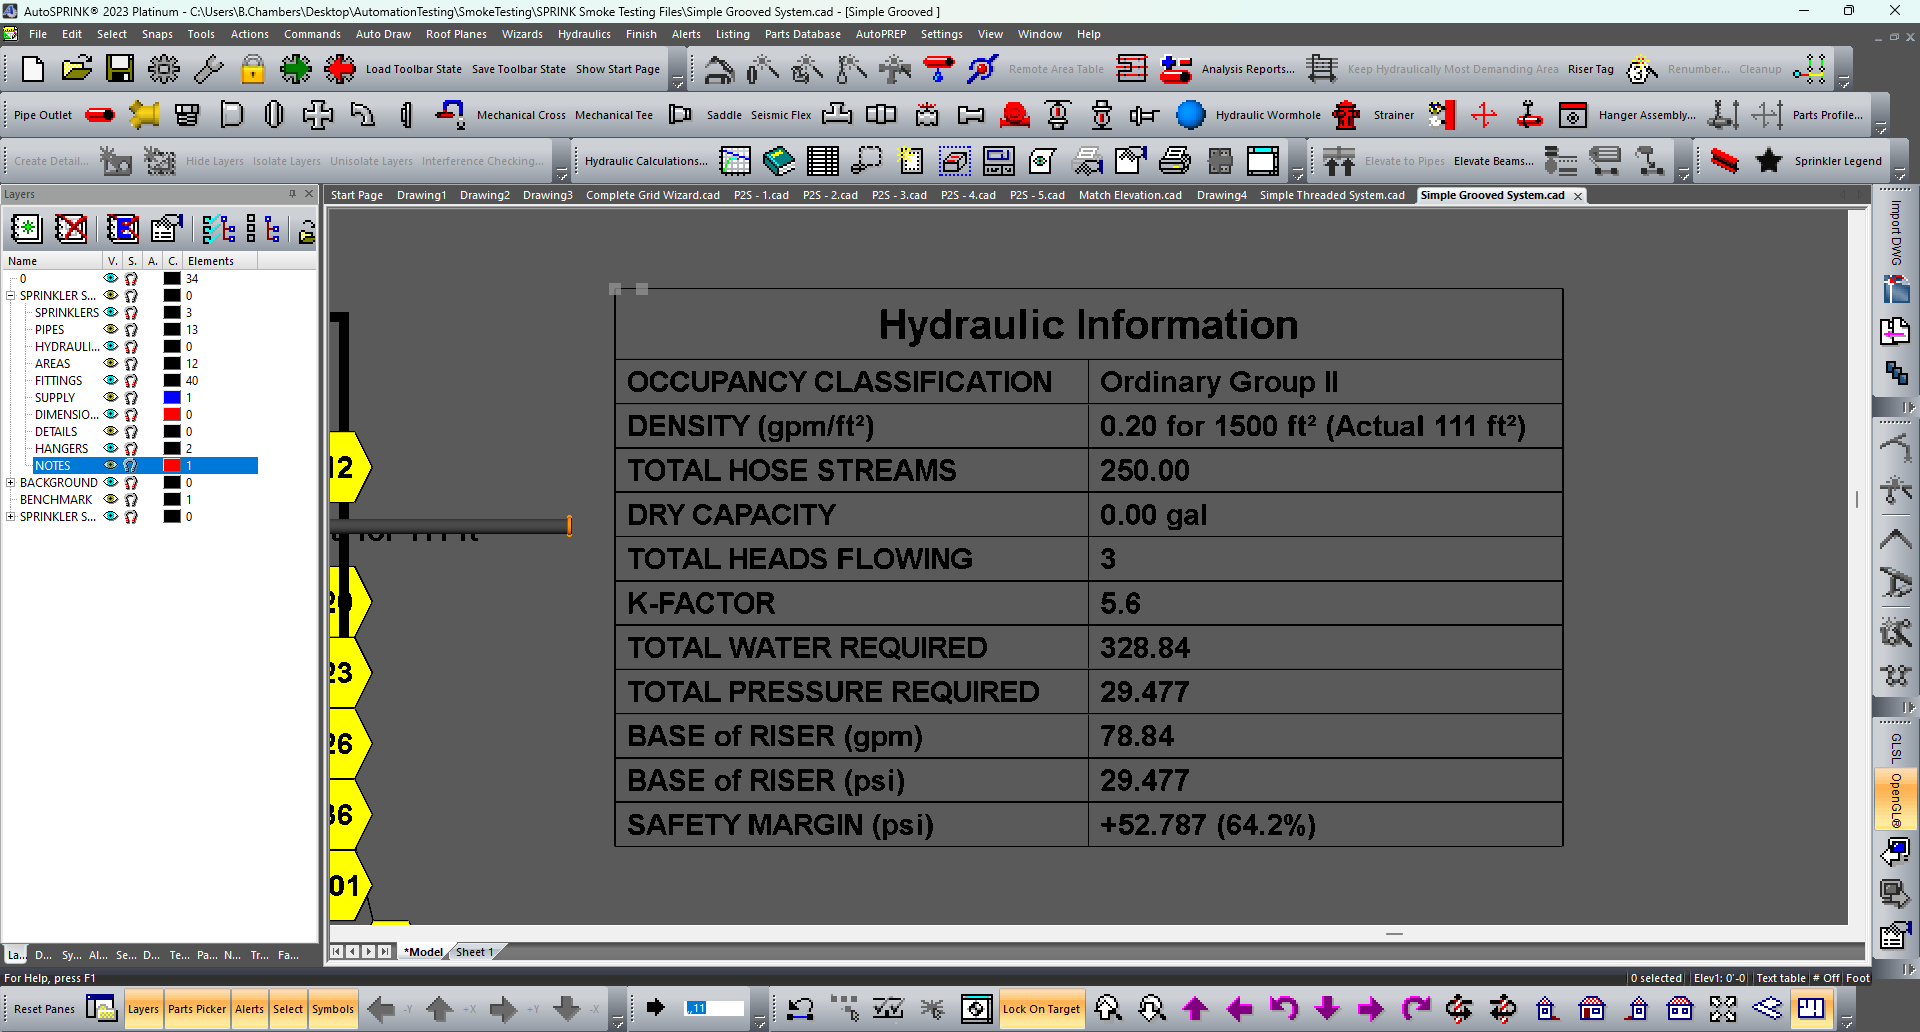 AutoSPRINK® 2023 Platinum - C:\Users\B.Chambers\Desktop\AutomationTesting\SmokeTesting\SPRINK Smoke Testing Files\Simple Grooved System.cad - [Simple Grooved ]
File Edit Select Snaps Tools Actions Commands Auto Draw Roof Planes Wizards Hydraulics Finish Alerts Listing Parts Database AutoPREP Settings View Window Help
Load Toolbar State Save Toolbar State Show Start Page Remote Area Table Analysis Reports... Keep Hydraulically Most Demanding Area Riser Tag Renumber... Cleanup
Pipe Outlet Mechanical Cross Mechanical Tee Saddle Seismic Flex Hydraulic Wormhole Strainer Hanger Assembly... Parts Profile...
Create Detail... Hide Layers Isolate Layers Unisolate Layers Interference Checking... Hydraulic Calculations... Elevate to Pipes Elevate Beams... Sprinkler Legend
Layers
Start Page Drawing1 Drawing2 Drawing3 Complete Grid Wizard.cad P2S - 1.cad P2S - 2.cad P2S - 3.cad P2S - 4.cad P2S - 5.cad Match Elevation.cad Drawing4 Simple Threaded System.cad Simple Grooved System.cad
Name V. S. A. C. Elements
0 34
SPRINKLER S... 0
SPRINKLERS 3
PIPES 13
HYDRAULI... 0
AREAS 12
FITTINGS 40
SUPPLY 1
DIMENSIO... 0
DETAILS 0
HANGERS 2
NOTES 1
BACKGROUND 0
BENCHMARK 1
SPRINKLER S... 0
12
23
26
36
01
Hydraulic Information
OCCUPANCY CLASSIFICATION Ordinary Group II
DENSITY (gpm/ft²) 0.20 for 1500 ft² (Actual 111 ft²)
TOTAL HOSE STREAMS 250.00
DRY CAPACITY 0.00 gal
TOTAL HEADS FLOWING 3
K-FACTOR 5.6
TOTAL WATER REQUIRED 328.84
TOTAL PRESSURE REQUIRED 29.477
BASE of RISER (gpm) 78.84
BASE of RISER (psi) 29.477
SAFETY MARGIN (psi) +52.787 (64.2%)
Import DWG
GLSL
OpenGL®
La... D... Sy... Al... Se... D... Te... Pa... N... Tr... Fa...
*Model Sheet 1
For Help, press F1
0 selected Elev1: 0'-0 Text table # Off Foot
Reset Panes Layers Parts Picker Alerts Select Symbols -Y +X +Y -X .,11 Lock On Target